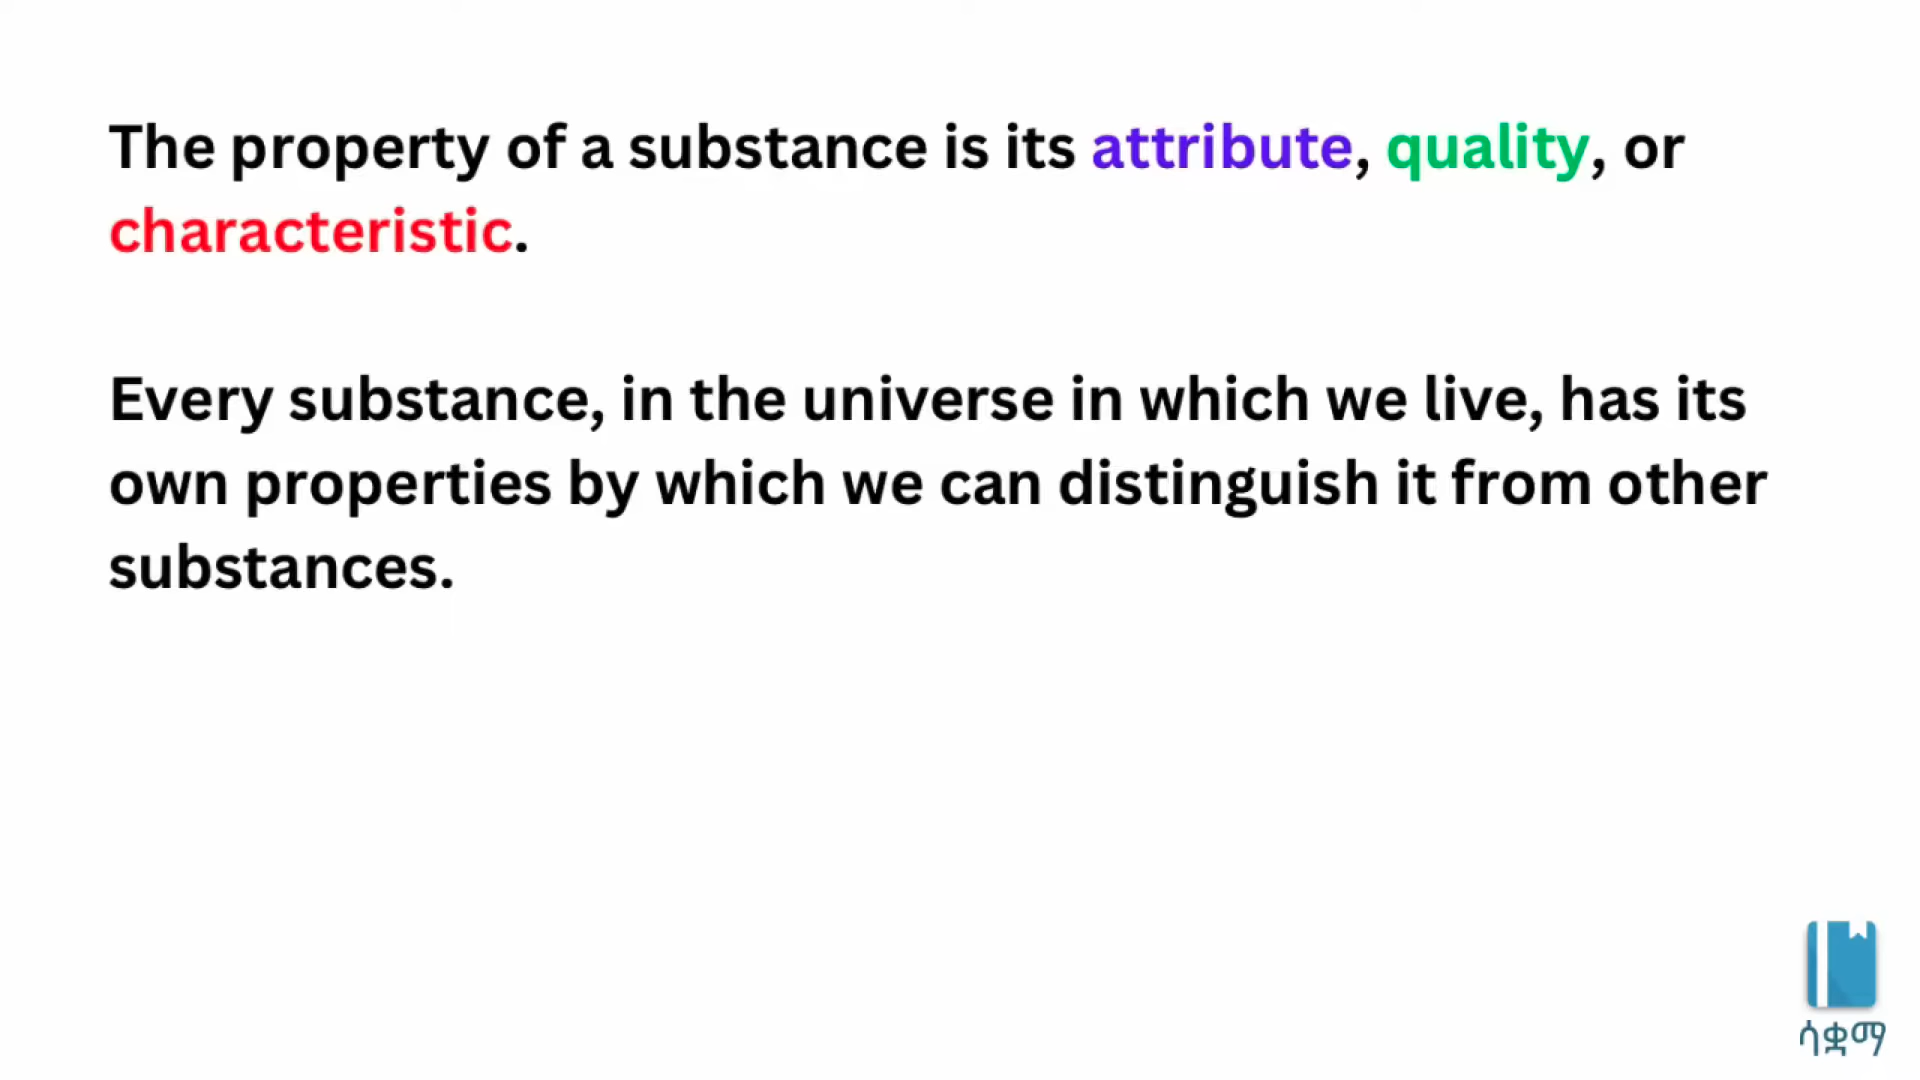 The property of a substance is its attribute, quality, or
characteristic.
Every substance, in the universe in which we live, has its
own properties by which we can distinguish it from other
substances.
ሳቋማ